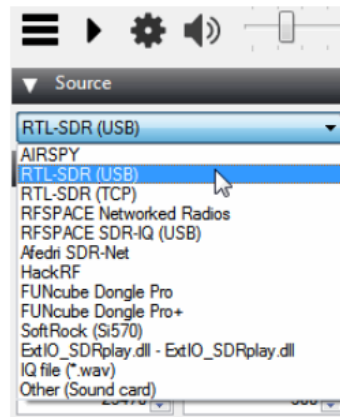 Source
RTL-SDR (USB)
AIRSPY
RTL-SDR (USB)
RTL-SDR (TCP)
RFSPACE Networked Radios
RFSPACE SDR-IQ (USB)
Afedri SDR-Net
HackRF
FUNcube Dongle Pro
FUNcube Dongle Pro+
SoftRock (Si570)
ExtIO_SDRplay.dll - ExtIO_SDRplay.dll
IQ file (*.wav)
Other (Sound card)